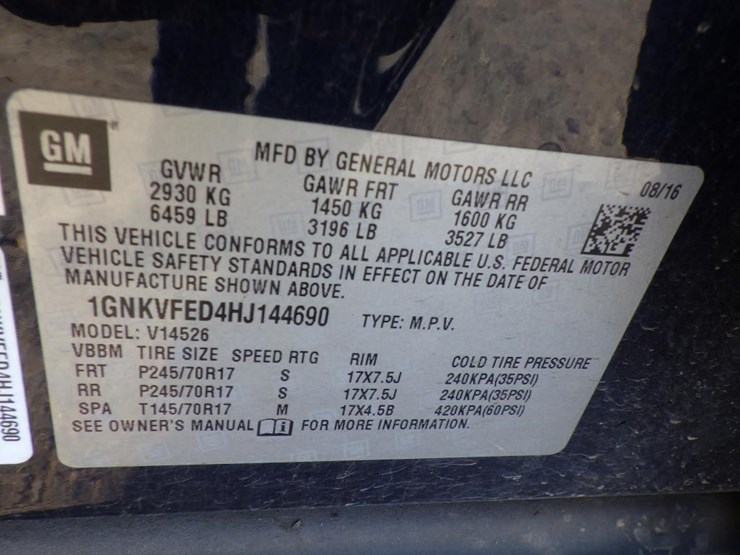 GM
MFD BY GENERAL MOTORS LLC
08/16
GVWR GAWR FRT GAWR RR
2930 KG 1450 KG 1600 KG
6459 LB 3196 LB 3527 LB
THIS VEHICLE CONFORMS TO ALL APPLICABLE U.S. FEDERAL MOTOR
VEHICLE SAFETY STANDARDS IN EFFECT ON THE DATE OF
MANUFACTURE SHOWN ABOVE.
1GNKVFED4HJ144690 TYPE: M.P.V.
MODEL: V14526
VBBM TIRE SIZE SPEED RTG RIM COLD TIRE PRESSURE
FRT P245/70R17 S 17X7.5J 240KPA(35PSI)
RR P245/70R17 S 17X7.5J 240KPA(35PSI)
SPA T145/70R17 M 17X4.5B 420KPA(60PSI)
SEE OWNER'S MANUAL FOR MORE INFORMATION.